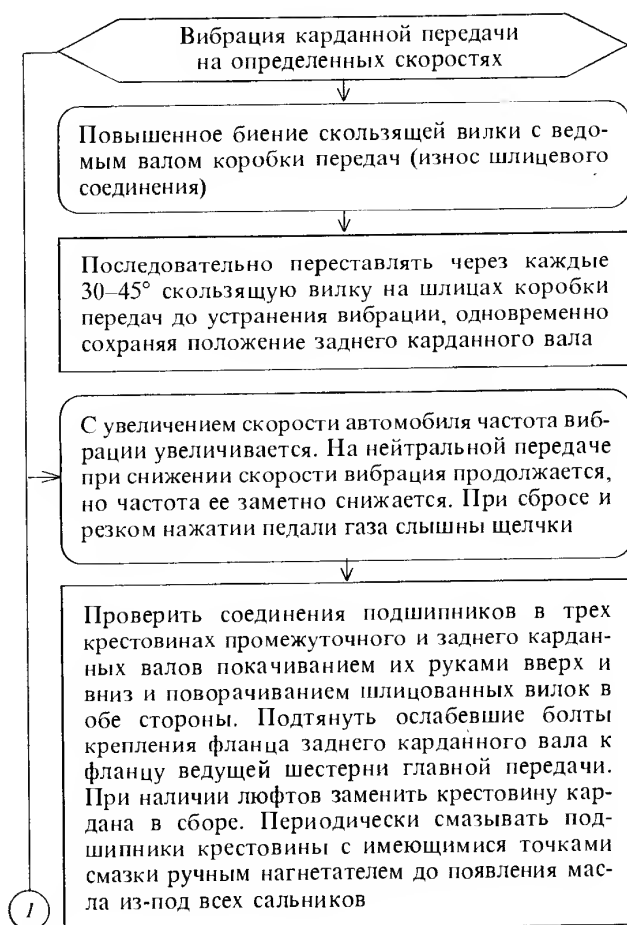 Вибрация карданной передачи
на определенных скоростях
Повышенное биение скользящей вилки с ведо-
мым валом коробки передач (износ шлицевого
соединения)
Последовательно переставлять через каждые
30–45° скользящую вилку на шлицах коробки
передач до устранения вибрации, одновременно
сохраняя положение заднего карданного вала
С увеличением скорости автомобиля частота виб-
рации увеличивается. На нейтральной передаче
при снижении скорости вибрация продолжается,
но частота ее заметно снижается. При сбросе и
резком нажатии педали газа слышны щелчки
Проверить соединения подшипников в трех
крестовинах промежуточного и заднего кардан-
ных валов покачиванием их руками вверх и
вниз и поворачиванием шлицованных вилок в
обе стороны. Подтянуть ослабевшие болты
крепления фланца заднего карданного вала к
фланцу ведущей шестерни главной передачи.
При наличии люфтов заменить крестовину кар-
дана в сборе. Периодически смазывать под-
шипники крестовины с имеющимися точками
смазки ручным нагнетателем до появления мас-
ла из-под всех сальников
1